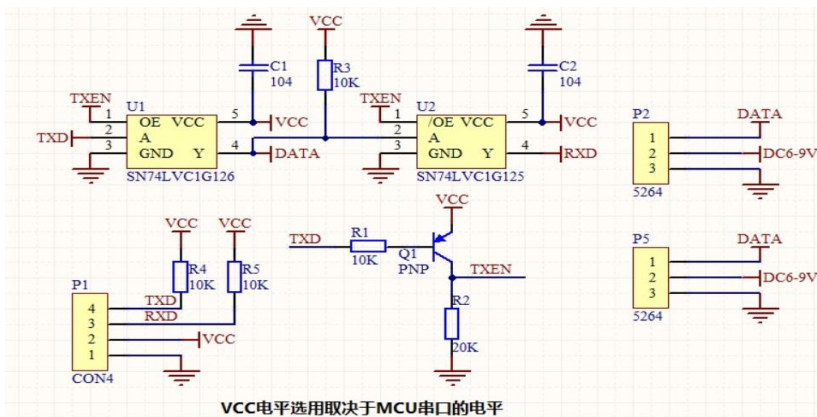 VCC
C1
104
R3
10K
C2
104
TXEN
U1
1 OE VCC 5 VCC
TXD 2 A
3 GND Y 4 DATA
SN74LVC1G126
TXEN
U2
1 /OE VCC 5 VCC
2 A
3 GND Y 4 RXD
SN74LVC1G125
P2
DATA
1
2 DC6-9V
3
5264
VCC VCC
R4 R5
10K 10K
P1
4 TXD
3 RXD
2 VCC
1
CON4
VCC
TXD R1
10K
Q1
PNP
TXEN
R2
20K
P5
DATA
1
2 DC6-9V
3
5264
VCC电平选用取决于MCU串口的电平